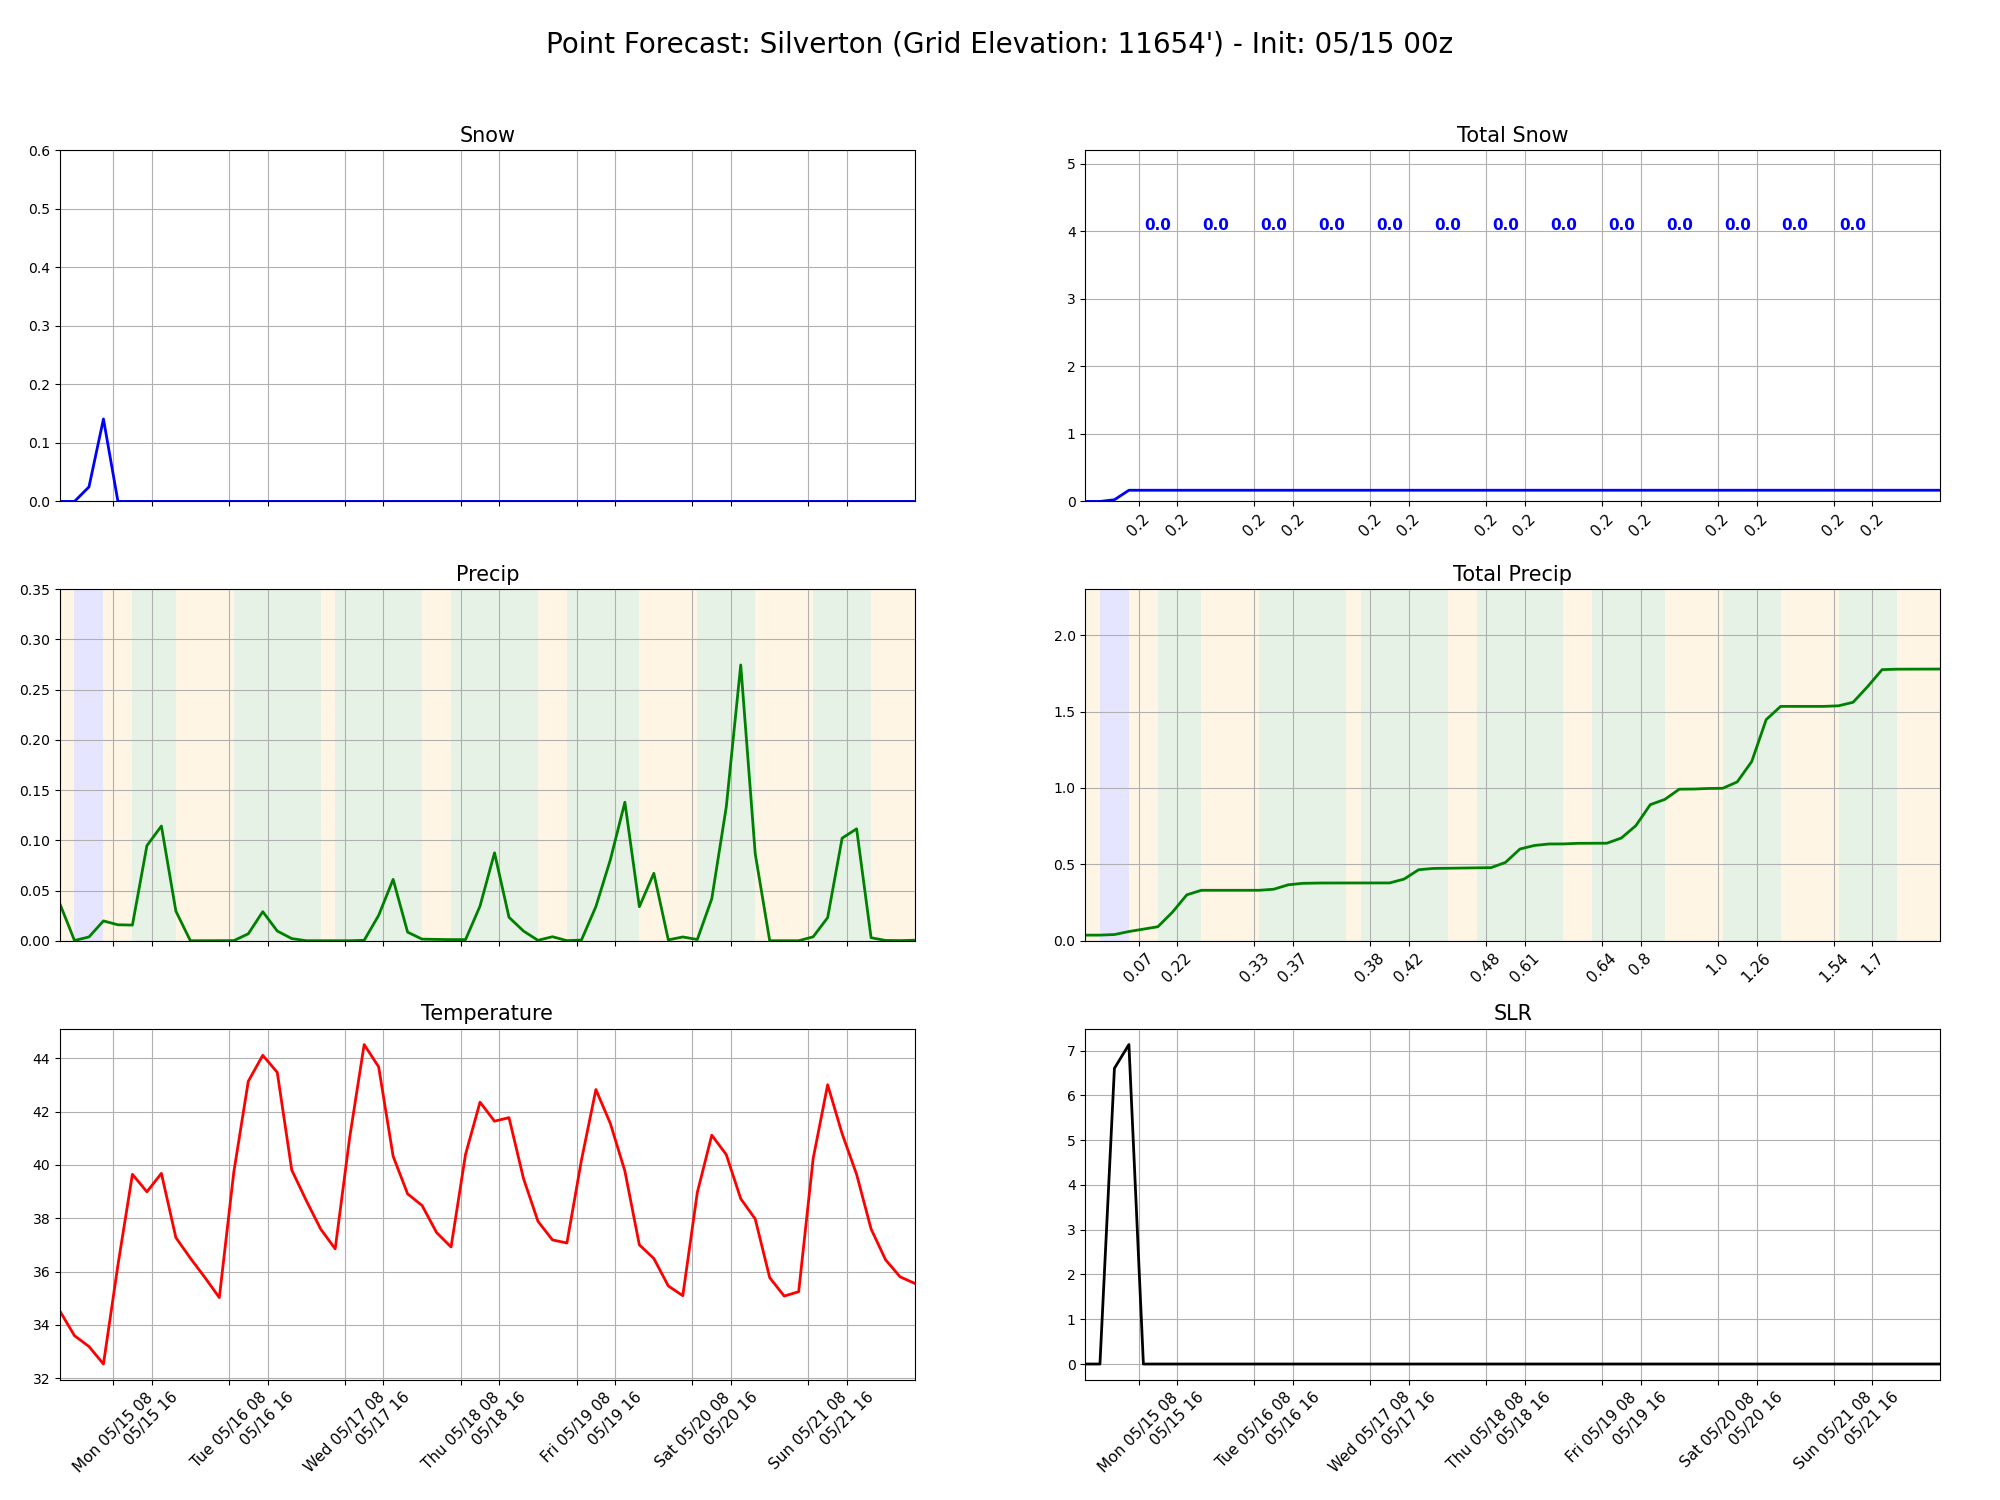 Point Forecast: Silverton (Grid Elevation: 11654') - Init: 05/15 00z
Snow
0.6
0.5
0.4
0.3
0.2
0.1
0.0
Total Snow
5
4
3
2
1
0
0.0 0.0 0.0 0.0 0.0 0.0 0.0 0.0 0.0 0.0 0.0 0.0 0.0
0.2 0.2 0.2 0.2 0.2 0.2 0.2 0.2 0.2 0.2 0.2 0.2 0.2 0.2
Precip
0.35
0.30
0.25
0.20
0.15
0.10
0.05
0.00
Total Precip
2.0
1.5
1.0
0.5
0.0
0.07 0.22 0.33 0.37 0.38 0.42 0.48 0.61 0.64 0.8 1.0 1.26 1.54 1.7
Temperature
44
42
40
38
36
34
32
Mon 05/15 08
05/15 16
Tue 05/16 08
05/16 16
Wed 05/17 08
05/17 16
Thu 05/18 08
05/18 16
Fri 05/19 08
05/19 16
Sat 05/20 08
05/20 16
Sun 05/21 08
05/21 16
SLR
7
6
5
4
3
2
1
0
Mon 05/15 08
05/15 16
Tue 05/16 08
05/16 16
Wed 05/17 08
05/17 16
Thu 05/18 08
05/18 16
Fri 05/19 08
05/19 16
Sat 05/20 08
05/20 16
Sun 05/21 08
05/21 16